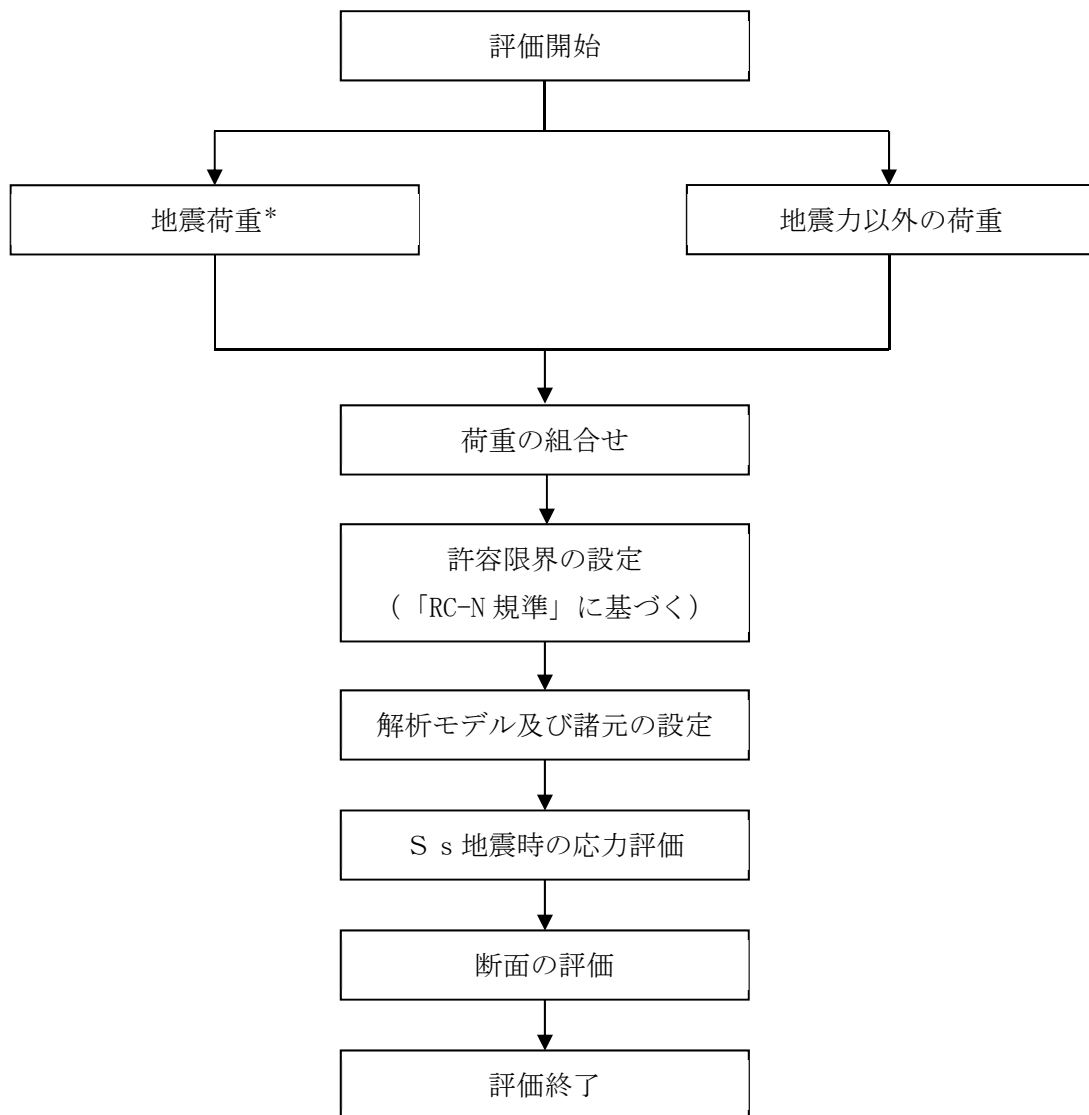 評価開始
地震荷重*
地震力以外の荷重
荷重の組合せ
許容限界の設定
（「RC-N 規準」に基づく）
解析モデル及び諸元の設定
Ｓｓ地震時の応力評価
断面の評価
評価終了